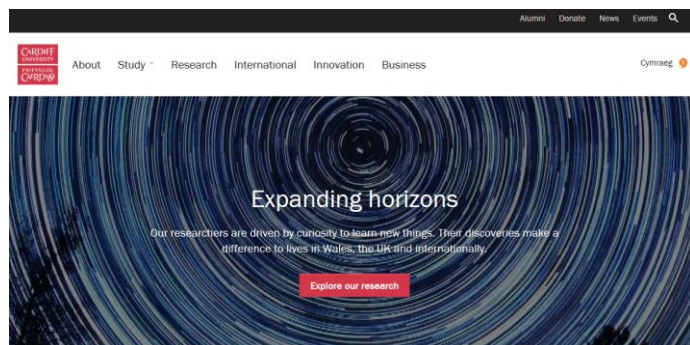 Alumni Donate News Events
CARDIFF
UNIVERSITY
PRIFYSGOL
CAERDYDD
About Study Research International Innovation Business
Cymraeg
Expanding horizons
Our researchers are driven by curiosity to learn new things. Their discoveries make a
difference to lives in Wales, the UK and internationally.
Explore our research